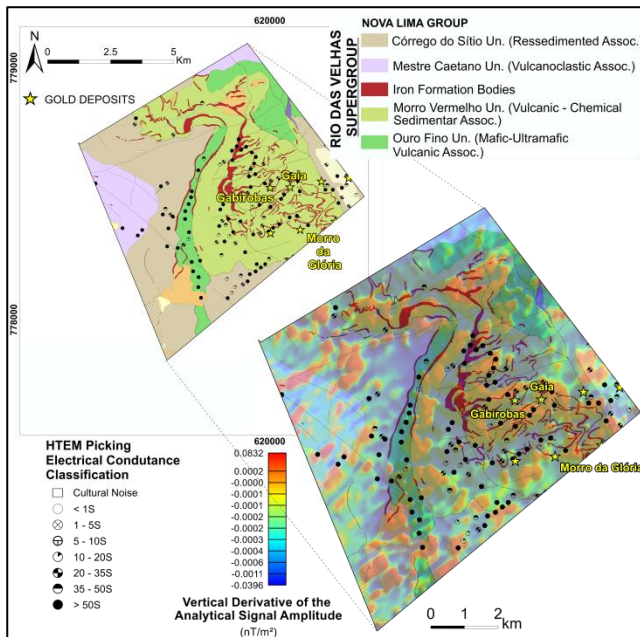 620000
N
0 2.5 5
Km
779000
GOLD DEPOSITS
Gaia
Gabirobas
Morro
da
Glória
778000
RIO DAS VELHAS
SUPERGROUP
NOVA LIMA GROUP
Córrego do Sítio Un. (Ressedimented Assoc.)
Mestre Caetano Un. (Vulcanoclastic Assoc.)
Iron Formation Bodies
Morro Vermelho Un. (Vulcanic - Chemical
Sedimentar Assoc.)
Ouro Fino Un. (Mafic-Ultramafic
Vulcanic Assoc.)
Gaia
Gabirobas
Morro da Glória
HTEM Picking
Electrical Condutance
Classification
Cultural Noise
< 1S
1 - 5S
5 - 10S
10 - 20S
20 - 35S
35 - 50S
> 50S
620000
0.0832
0.0002
0.0000
-0.0001
-0.0001
-0.0002
-0.0002
-0.0003
-0.0006
-0.0011
-0.0396
Vertical Derivative of the
Analytical Signal Amplitude
(nT/m²)
0 1 2
km